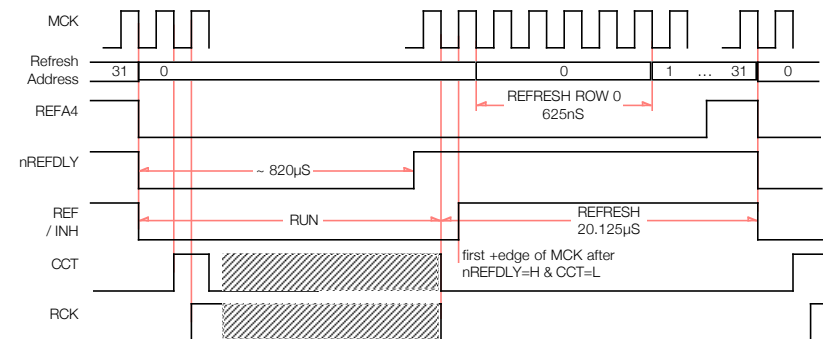 MCK
Refresh
Address
31 0 0 1 ... 31 0
REFRESH ROW 0
625nS
REFA4
nREFDLY
~ 820µS
REF
/ INH
RUN
REFRESH
20.125µS
CCT
first +edge of MCK after
nREFDLY=H & CCT=L
RCK